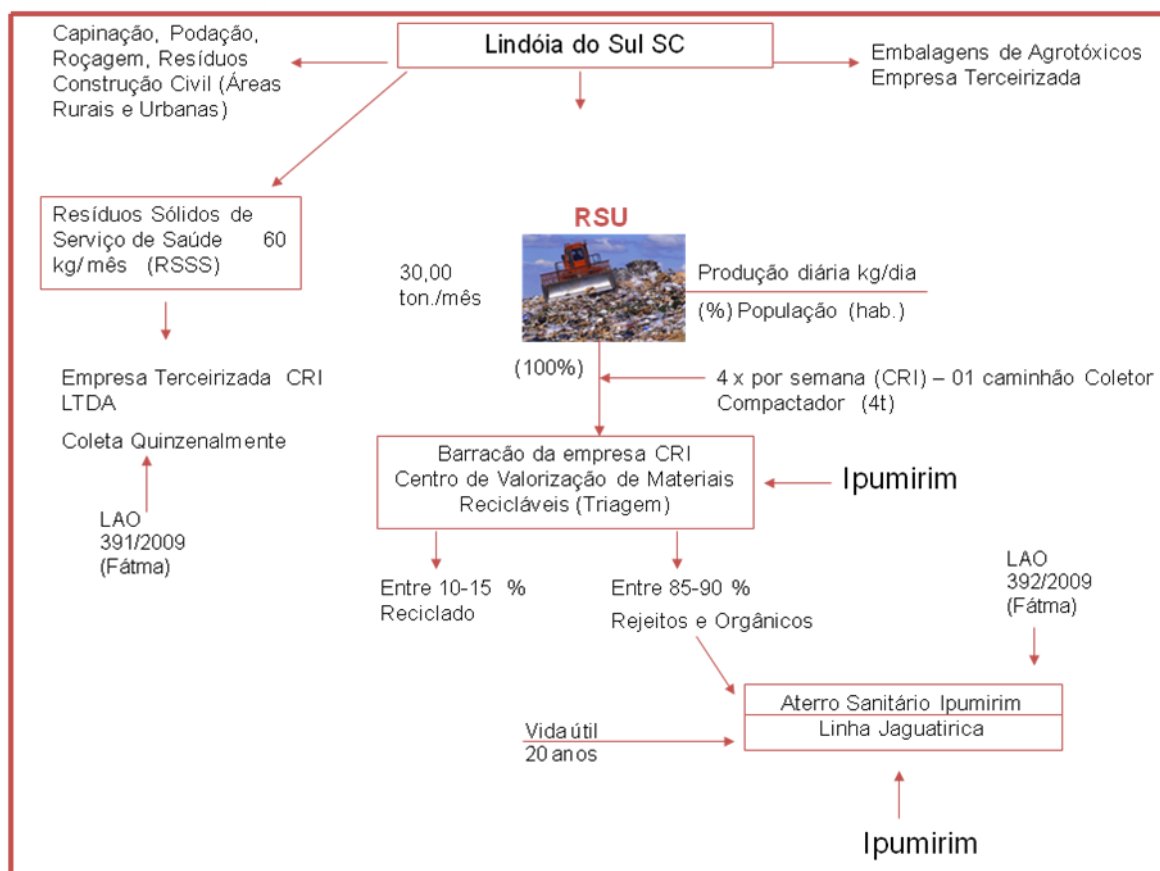 Lindóia do Sul SC
Capinação, Podação,
Roçagem, Resíduos
Construção Civil (Áreas
Rurais e Urbanas)
Embalagens de Agrotóxicos
Empresa Terceirizada
Resíduos Sólidos de
Serviço de Saúde 60
kg/mês (RSSS)
Empresa Terceirizada CRI
LTDA
Coleta Quinzenalmente
LAO
391/2009
(Fátma)
RSU
30,00
ton./mês
Produção diária kg/dia
(%) População (hab.)
(100%)
4 x por semana (CRI) – 01 caminhão Coletor
Compactador (4t)
Barracão da empresa CRI
Centro de Valorização de Materiais
Recicláveis (Triagem)
Ipumirim
Entre 10-15 %
Reciclado
Entre 85-90 %
Rejeitos e Orgânicos
LAO
392/2009
(Fátma)
Aterro Sanitário Ipumirim
Linha Jaguatirica
Vida útil
20 anos
Ipumirim